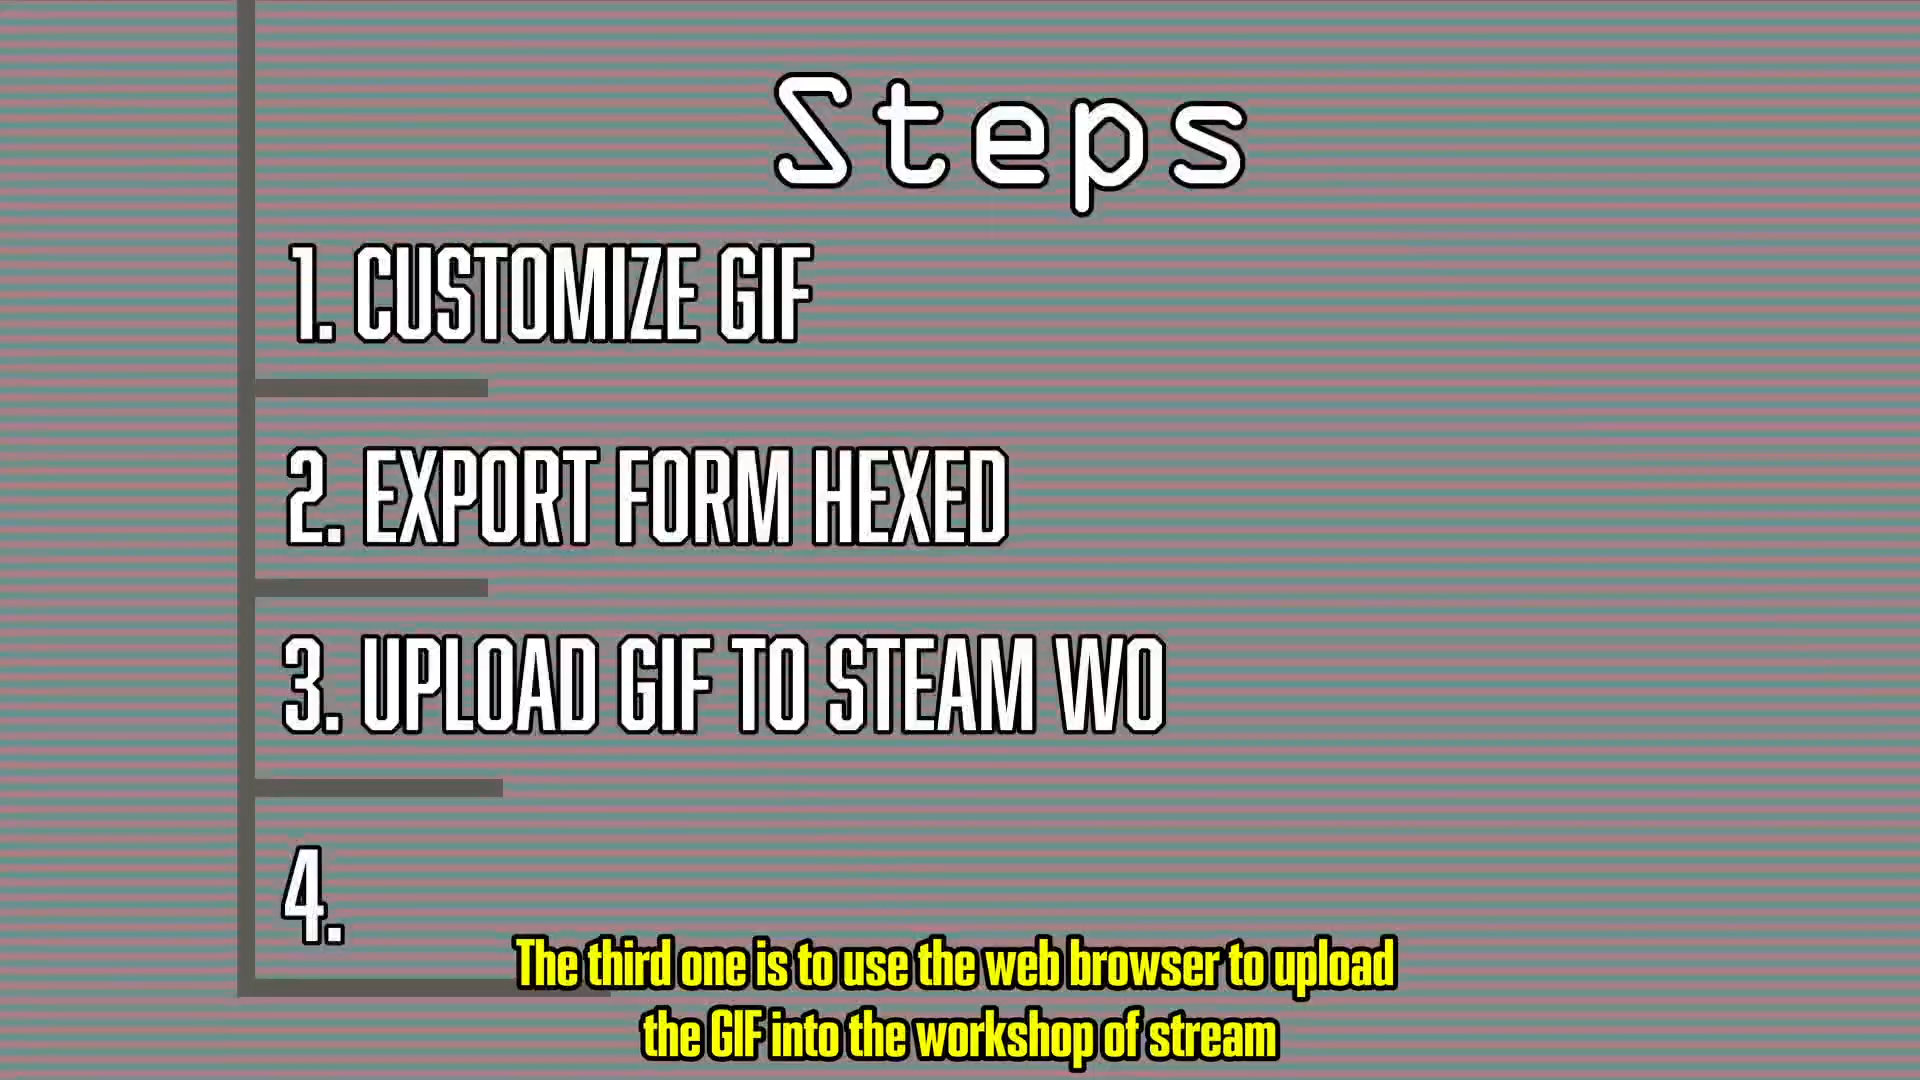 Steps
1. CUSTOMIZE GIF
2. EXPORT FORM HEXED
3. UPLOAD GIF TO STEAM WO
4.
The third one is to use the web browser to upload
the GIF into the workshop of stream